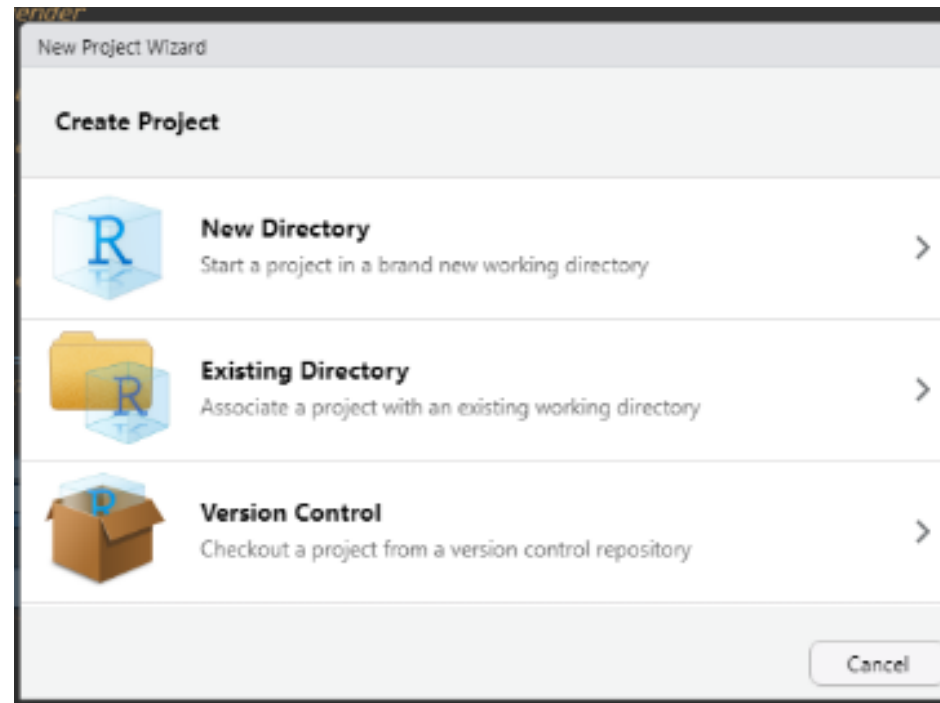 ender
New Project Wizard
Create Project
R
New Directory
Start a project in a brand new working directory
R
Existing Directory
Associate a project with an existing working directory
R
Version Control
Checkout a project from a version control repository
Cancel